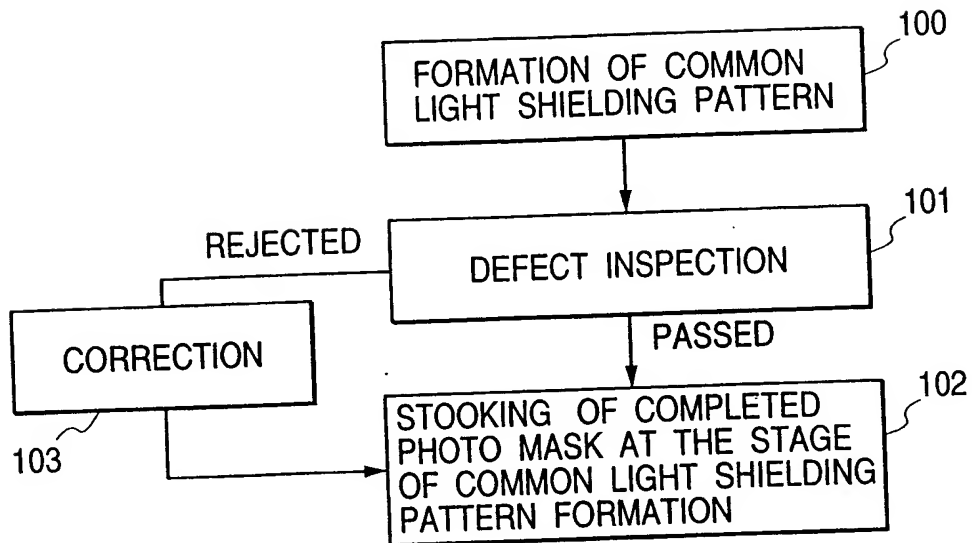 100
FORMATION OF COMMON
LIGHT SHIELDING PATTERN
101
REJECTED
DEFECT INSPECTION
PASSED
CORRECTION
103
102
STOOKING OF COMPLETED
PHOTO MASK AT THE STAGE
OF COMMON LIGHT SHIELDING
PATTERN FORMATION